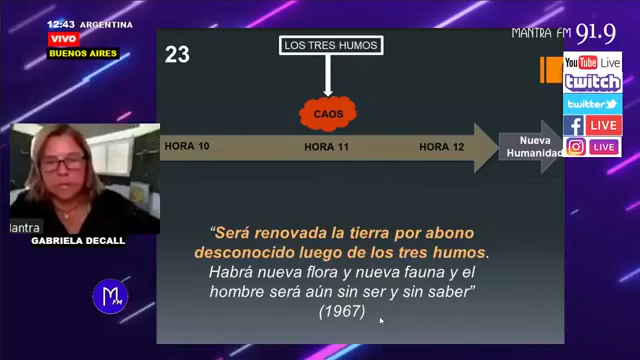 12:43 ARGENTINA
VIVO
BUENOS AIRES
MANTRA FM 91.9
YouTube Live
twitch
twitter
LIVE
LIVE
23
LOS TRES HUMOS
CAOS
HORA 10
HORA 11
HORA 12
Nueva
Humanidad
Mantra
GABRIELA DECALL
M FM
“Será renovada la tierra por abono
desconocido luego de los tres humos.
Habrá nueva flora y nueva fauna y el
hombre será aún sin ser y sin saber”
(1967)